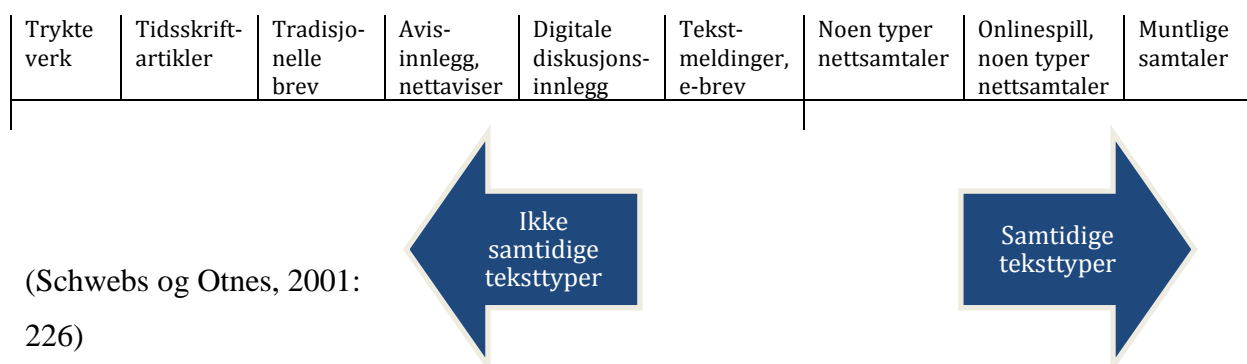 Trykte
verk
Tidsskrift-
artikler
Tradisjo-
nelle
brev
Avis-
innlegg,
nettaviser
Digitale
diskusjons-
innlegg
Tekst-
meldinger,
e-brev
Noen typer
nettsamtaler
Onlinespill,
noen typer
nettsamtaler
Muntlige
samtaler
Ikke
samtidige
teksttyper
Samtidige
teksttyper
(Schwebs og Otnes, 2001:
226)